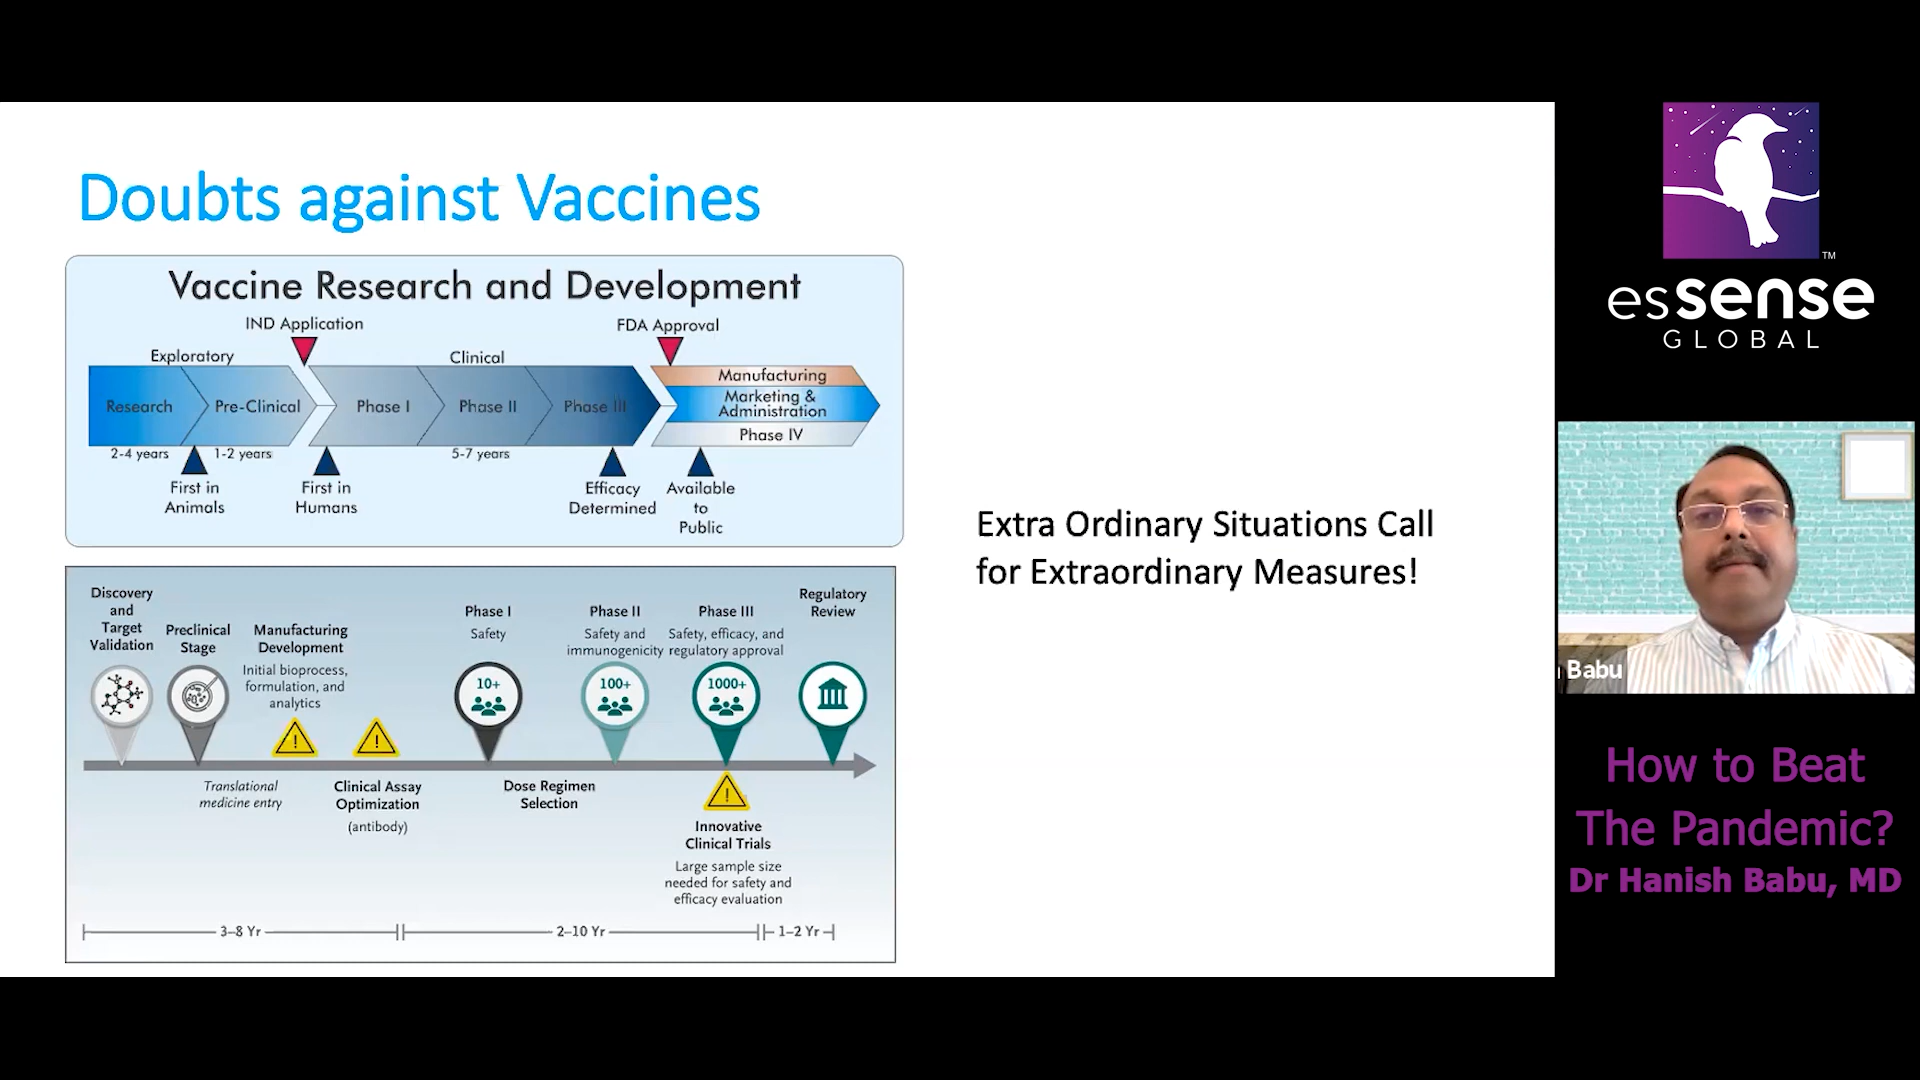 Doubts against Vaccines
Vaccine Research and Development
IND Application
FDA Approval
Exploratory
Clinical
Research
Pre-Clinical
Phase I
Phase II
Phase III
Manufacturing
Marketing &
Administration
Phase IV
2-4 years
1-2 years
5-7 years
First in
Animals
First in
Humans
Efficacy
Determined
Available
to
Public
Discovery
and
Target
Validation
Preclinical
Stage
Manufacturing
Development
Initial bioprocess,
formulation, and
analytics
Phase I
Safety
Phase II
Safety and
immunogenicity
Phase III
Safety, efficacy, and
regulatory approval
Regulatory
Review
10+
100+
1000+
!
!
Translational
medicine entry
Clinical Assay
Optimization
(antibody)
Dose Regimen
Selection
!
Innovative
Clinical Trials
Large sample size
needed for safety and
efficacy evaluation
3–8 Yr
2–10 Yr
1–2 Yr
Extra Ordinary Situations Call
for Extraordinary Measures!
TM
essense
GLOBAL
Babu
How to Beat
The Pandemic?
Dr Hanish Babu, MD